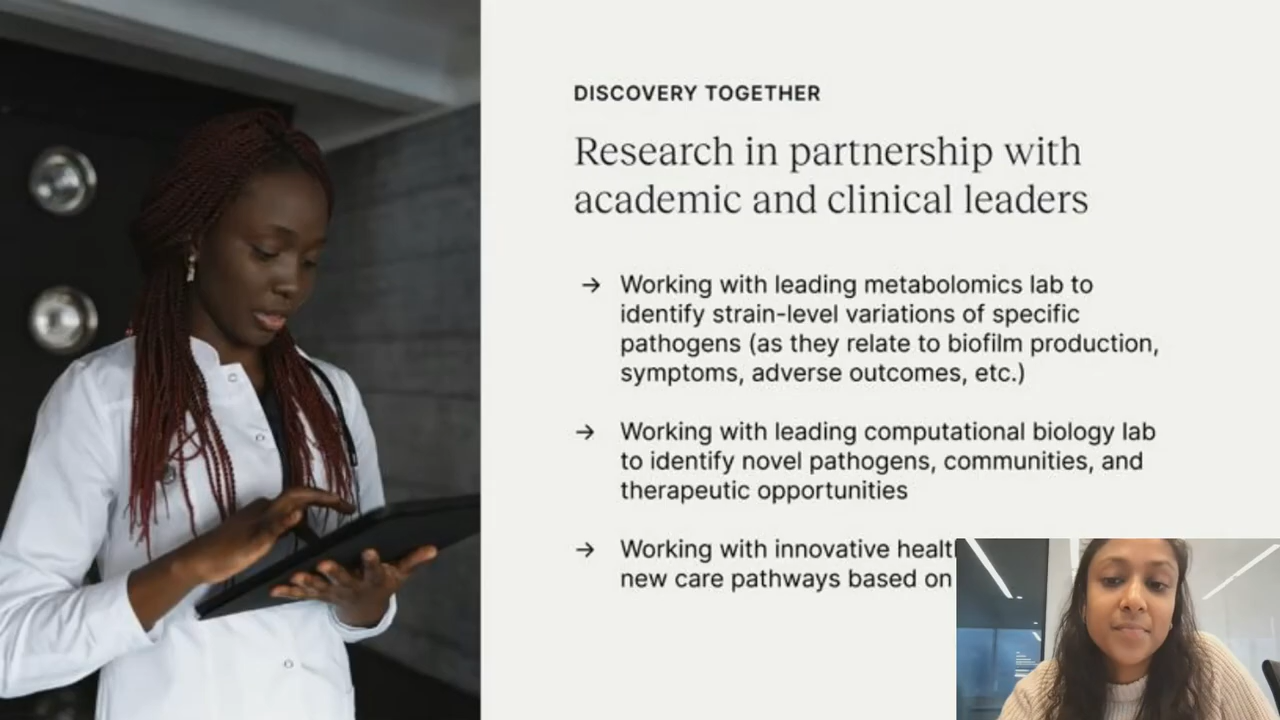 DISCOVERY TOGETHER
Research in partnership with
academic and clinical leaders
→ Working with leading metabolomics lab to
identify strain-level variations of specific
pathogens (as they relate to biofilm production,
symptoms, adverse outcomes, etc.)
→ Working with leading computational biology lab
to identify novel pathogens, communities, and
therapeutic opportunities
→ Working with innovative
new care pathways based on